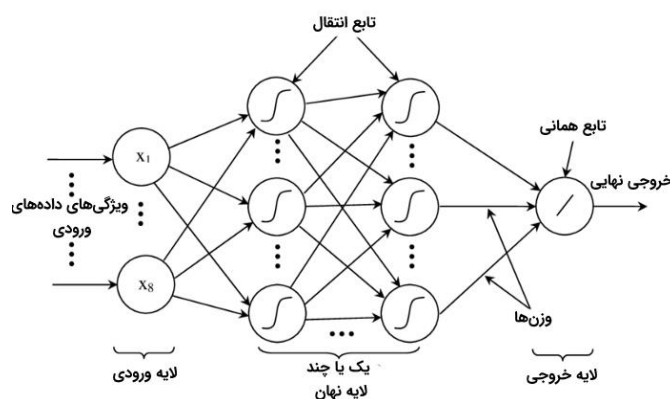 تابع انتقال
تابع همانی
خروجی نهایی
x₁
ویژگی‌های داده‌های
ورودی
x₈
وزن‌ها
لایه ورودی
یک یا چند
لایه نهان
لایه خروجی